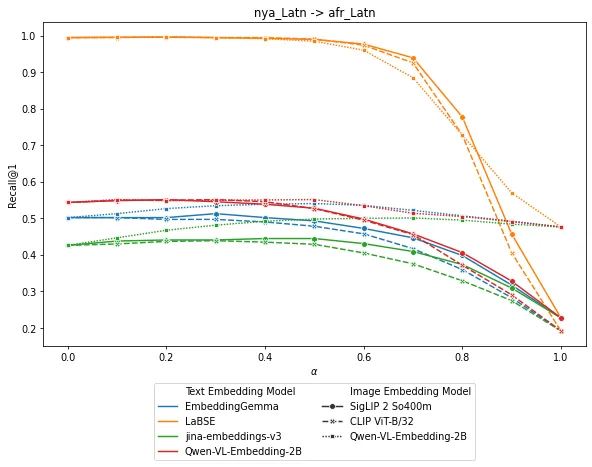 nya_Latn -> afr_Latn
Recall@1
1.0
0.9
0.8
0.7
0.6
0.5
0.4
0.3
0.2
0.0 0.2 0.4 0.6 0.8 1.0
α
Text Embedding Model Image Embedding Model
EmbeddingGemma SigLIP 2 So400m
LaBSE CLIP ViT-B/32
jina-embeddings-v3 Qwen-VL-Embedding-2B
Qwen-VL-Embedding-2B